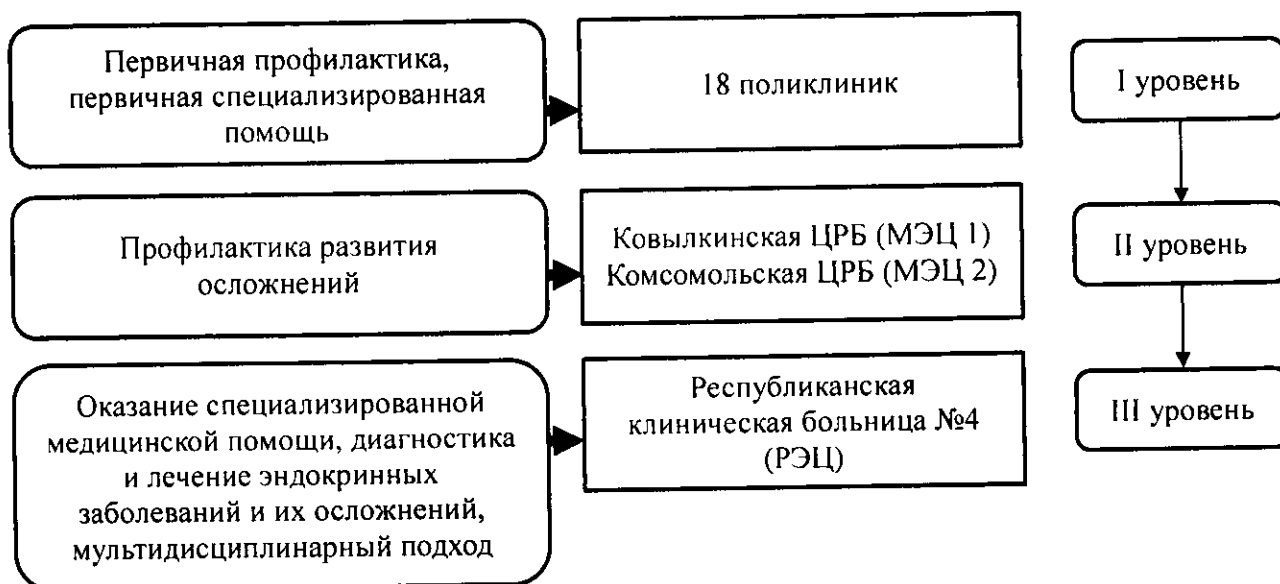 Первичная профилактика,
первичная специализированная
помощь
18 поликлиник
I уровень
Профилактика развития
осложнений
Ковылкинская ЦРБ (МЭЦ 1)
Комсомольская ЦРБ (МЭЦ 2)
II уровень
Оказание специализированной
медицинской помощи, диагностика
и лечение эндокринных
заболеваний и их осложнений,
мультидисциплинарный подход
Республиканская
клиническая больница №4
(РЭЦ)
III уровень